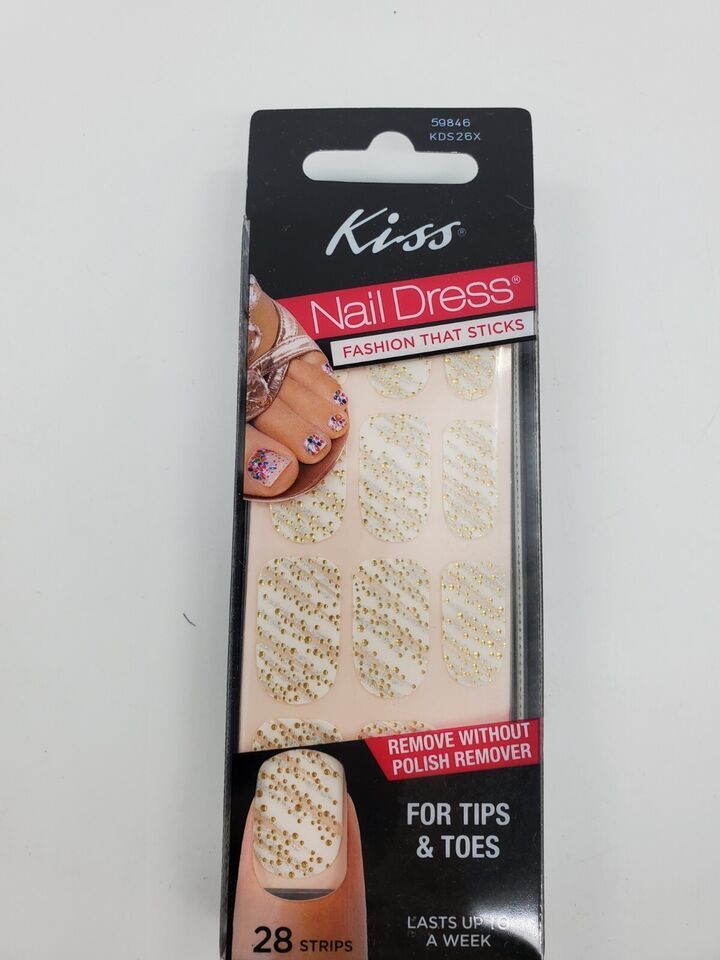 59846
KDS26X
Kiss®
Nail Dress®
FASHION THAT STICKS
REMOVE WITHOUT
POLISH REMOVER
FOR TIPS
& TOES
LASTS UP TO
A WEEK
28 STRIPS